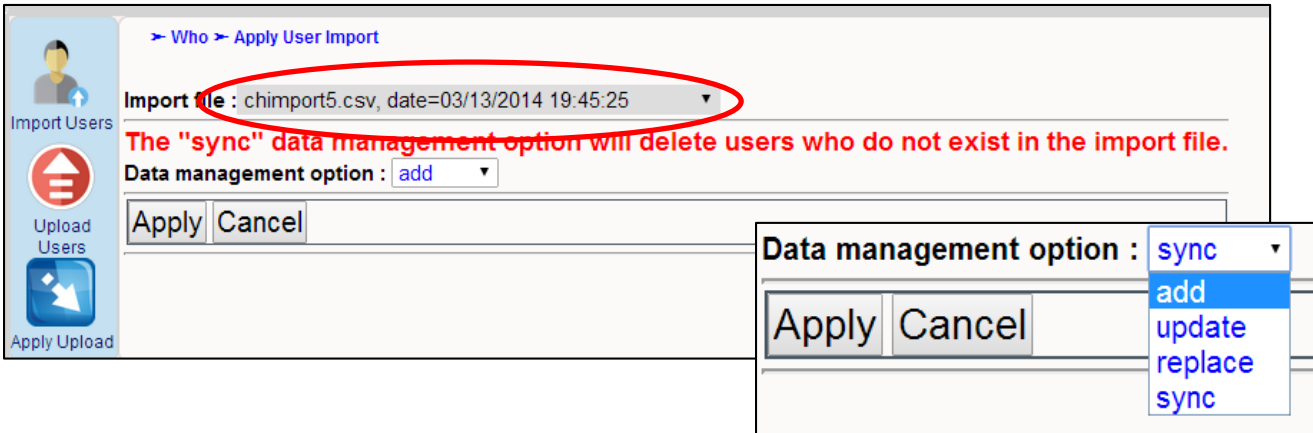 ➣ Who ➣ Apply User Import
Import Users
Import file : chimport5.csv, date=03/13/2014 19:45:25
The "sync" data management option will delete users who do not exist in the import file.
Data management option : add
Upload
Users
Apply Cancel
Apply Upload
Data management option : sync
add
update
replace
sync
Apply Cancel